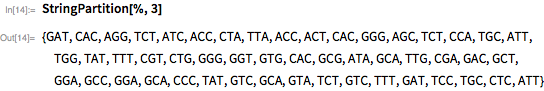 In[14]:= StringPartition[%, 3]
Out[14]= {GAT, CAC, AGG, TCT, ATC, ACC, CTA, TTA, ACC, ACT, CAC, GGG, AGC, TCT, CCA, TGC, ATT,
TGG, TAT, TTT, CGT, CTG, GGG, GGT, GTG, CAC, GCG, ATA, GCA, TTG, CGA, GAC, GCT,
GGA, GCC, GGA, GCA, CCC, TAT, GTC, GCA, GTA, TCT, GTC, TTT, GAT, TCC, TGC, CTC, ATT}